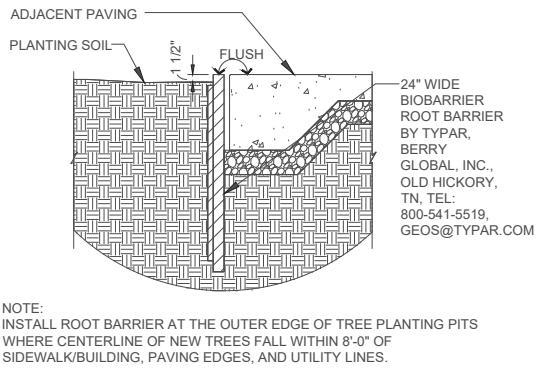 ADJACENT PAVING
PLANTING SOIL
1 1/2"
FLUSH
24" WIDE
BIOBARRIER
ROOT BARRIER
BY TYPAR,
BERRY
GLOBAL, INC.,
OLD HICKORY,
TN, TEL:
800-541-5519,
GEOS@TYPAR.COM
NOTE:
INSTALL ROOT BARRIER AT THE OUTER EDGE OF TREE PLANTING PITS
WHERE CENTERLINE OF NEW TREES FALL WITHIN 8'-0" OF
SIDEWALK/BUILDING, PAVING EDGES, AND UTILITY LINES.